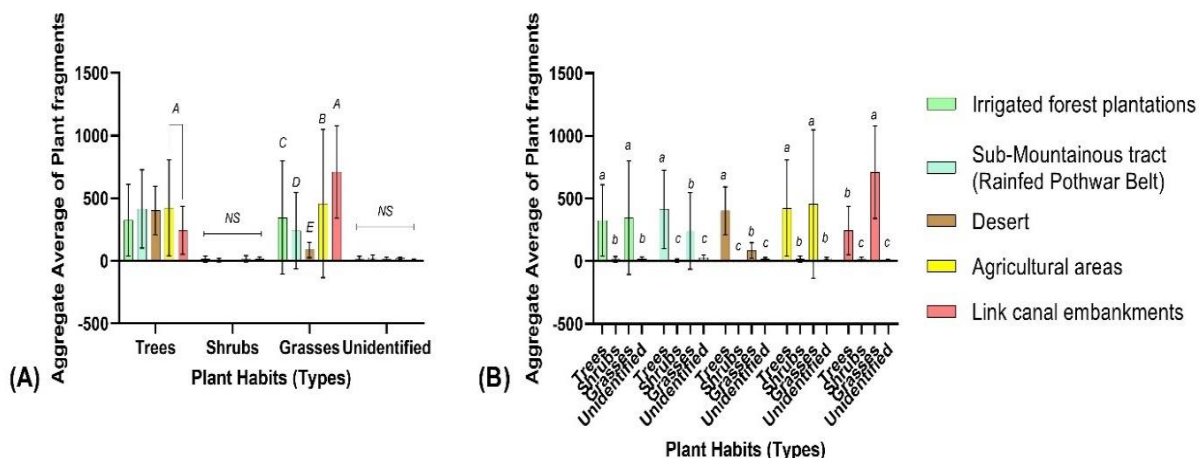 Aggregate Average of Plant fragments
1500
1000
500
0
-500
A
NS
C
D
E
B
A
NS
Trees
Shrubs
Grasses
Unidentified
(A)
Plant Habits (Types)
Aggregate Average of Plant fragments
1500
1000
500
0
-500
a
b
a
b
a
c
b
c
a
c
b
c
a
b
a
b
b
c
a
c
Trees
Shrubs
Grasses
Unidentified
Trees
Shrubs
Grasses
Unidentified
Trees
Shrubs
Grasses
Unidentified
Trees
Shrubs
Grasses
Unidentified
Trees
Shrubs
Grasses
Unidentified
(B)
Plant Habits (Types)
Irrigated forest plantations
Sub-Mountainous tract
(Rainfed Pothwar Belt)
Desert
Agricultural areas
Link canal embankments